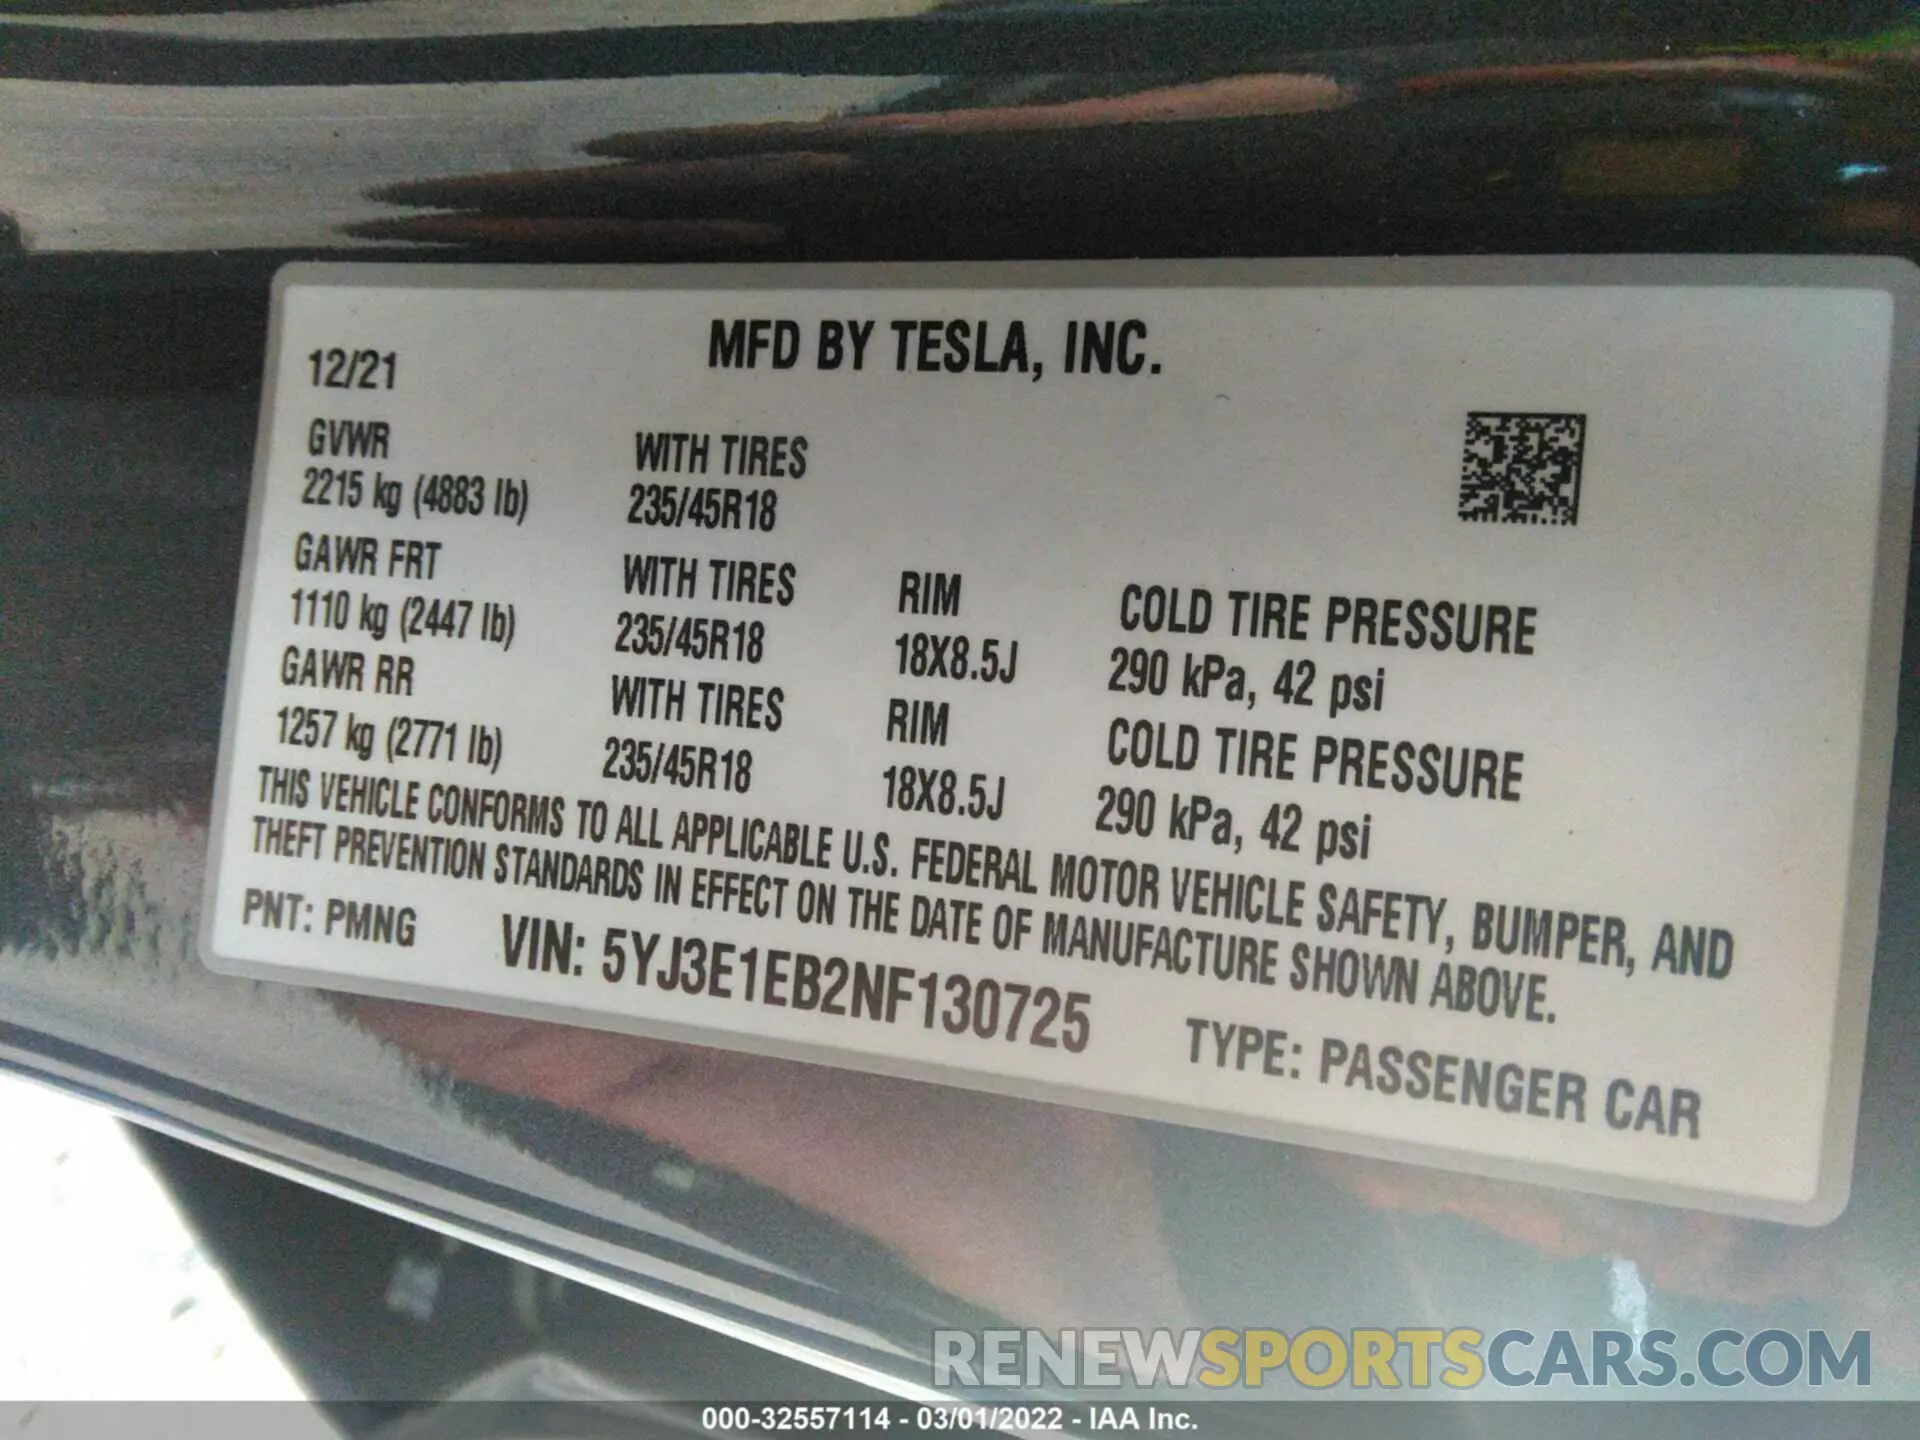 MFD BY TESLA, INC.
12/21
GVWR
2215 kg (4883 lb)
WITH TIRES
235/45R18
GAWR FRT
1110 kg (2447 lb)
WITH TIRES
235/45R18
RIM
18X8.5J
COLD TIRE PRESSURE
290 kPa, 42 psi
GAWR RR
1257 kg (2771 lb)
WITH TIRES
235/45R18
RIM
18X8.5J
COLD TIRE PRESSURE
290 kPa, 42 psi
THIS VEHICLE CONFORMS TO ALL APPLICABLE U.S. FEDERAL MOTOR VEHICLE SAFETY, BUMPER, AND
THEFT PREVENTION STANDARDS IN EFFECT ON THE DATE OF MANUFACTURE SHOWN ABOVE.
PNT: PMNG
VIN: 5YJ3E1EB2NF130725
TYPE: PASSENGER CAR
RENEWSPORTSCARS.COM
000-32557114 - 03/01/2022 - IAA Inc.